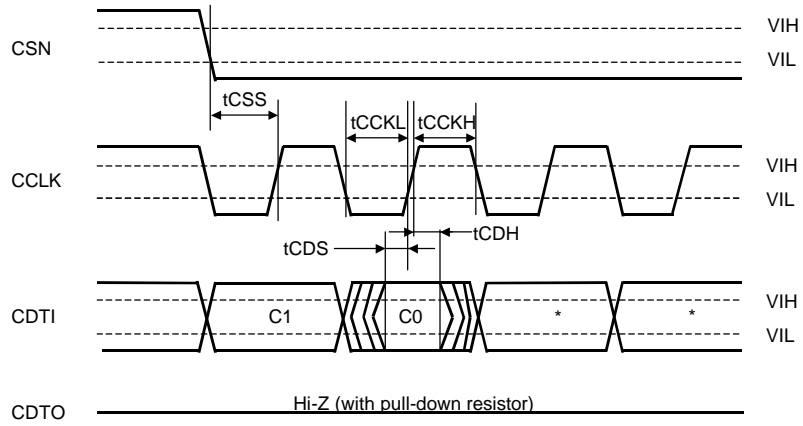 CSN
VIH
VIL
tCSS
tCCKL
tCCKH
CCLK
VIH
VIL
tCDH
tCDS
CDTI
C1
C0
*
*
VIH
VIL
CDTO
Hi-Z (with pull-down resistor)